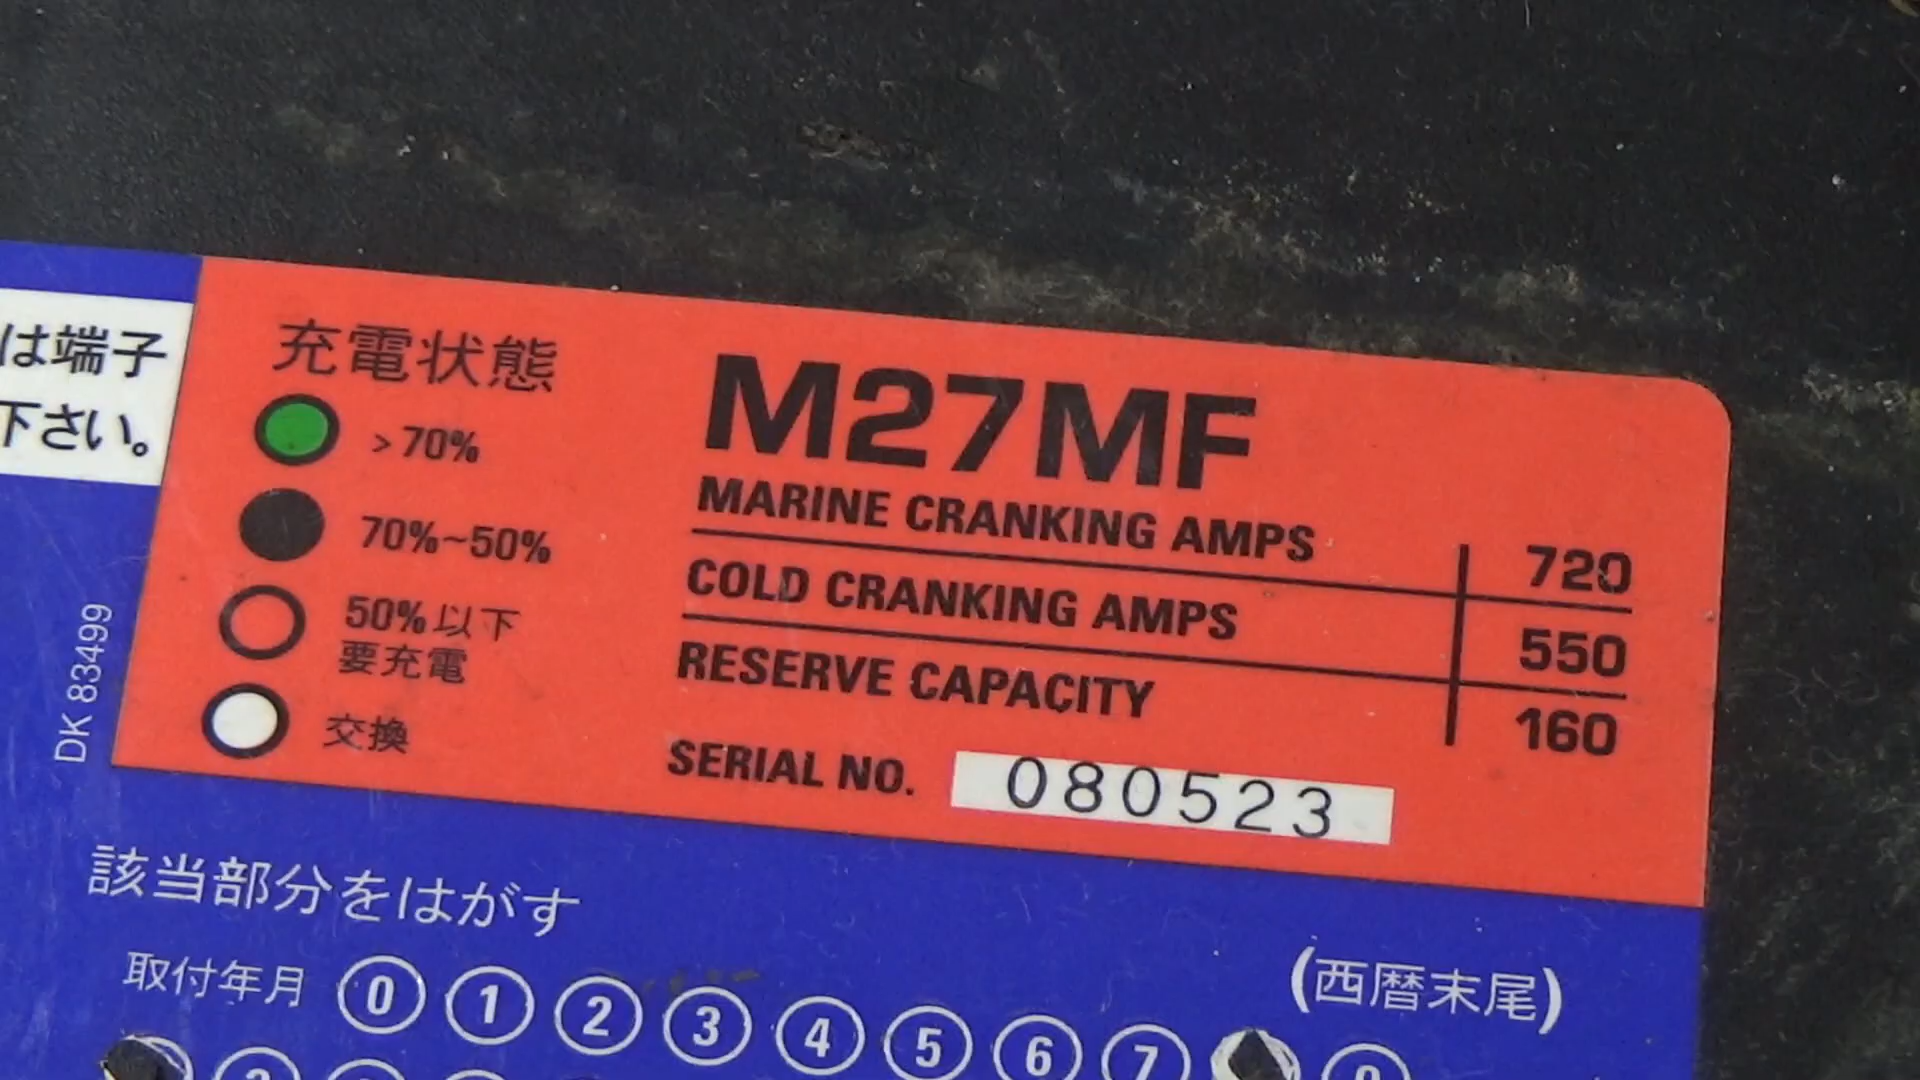 は端子
下さい。
充電状態
> 70%
70%~50%
50%以下
要充電
交換
M27MF
MARINE CRANKING AMPS 720
COLD CRANKING AMPS 550
RESERVE CAPACITY 160
SERIAL NO. 080523
DK 83499
該当部分をはがす
(西暦末尾)
取付年月 0 1 2 3 4 5 6 7